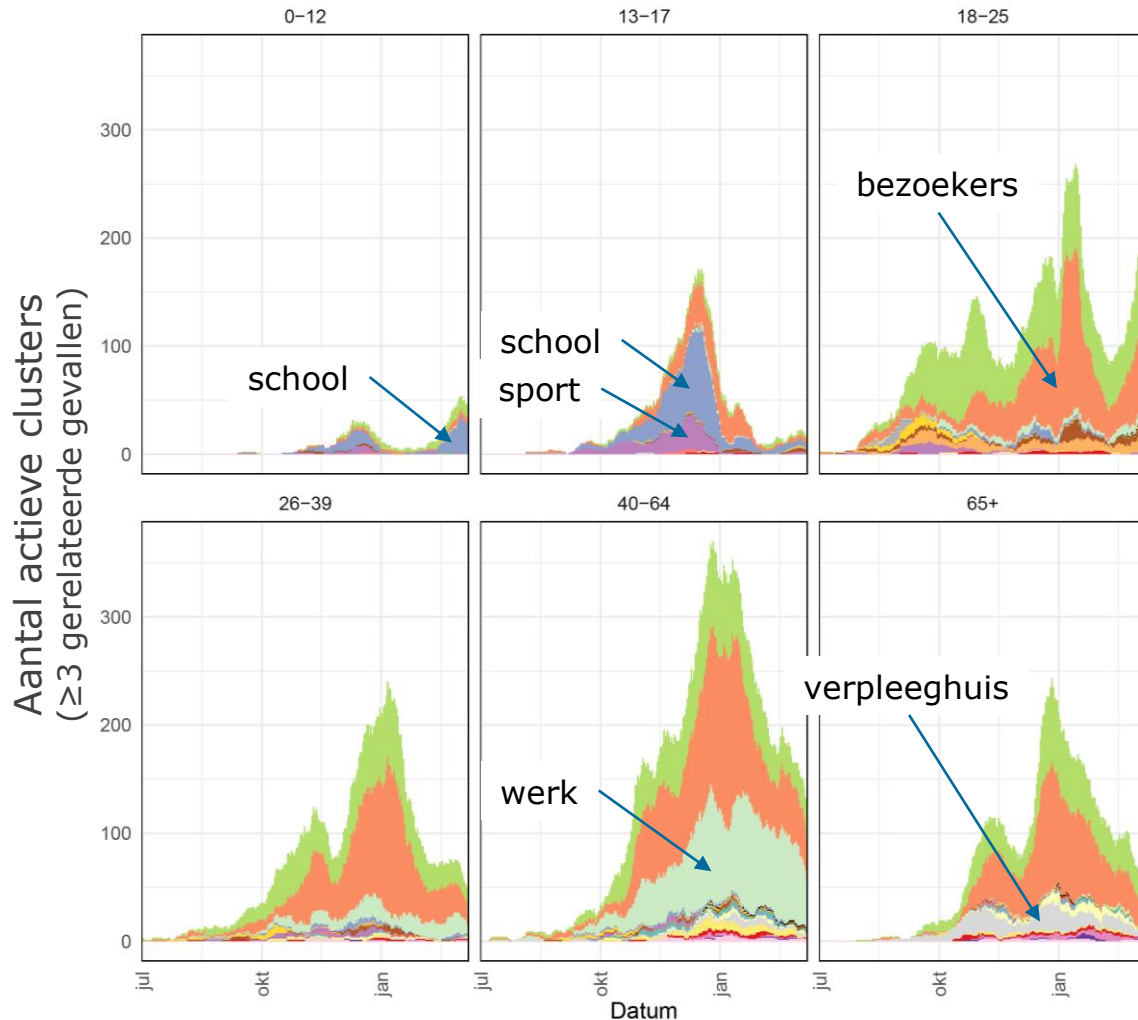 0−12
13−17
18−25
300
200
100
0
school
school
sport
bezoekers
26−39
40−64
65+
300
200
100
0
werk
verpleeghuis
Aantal actieve clusters
(≥3 gerelateerde gevallen)
jul
okt
jan
jul
okt
jan
jul
okt
jan
Datum